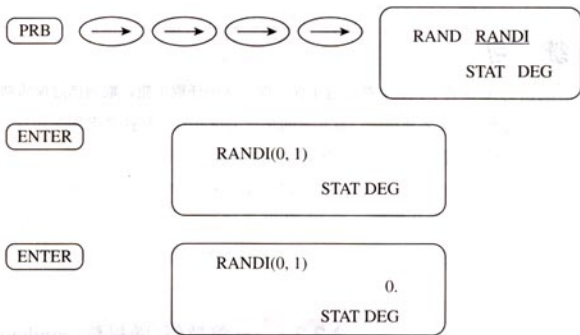 PRB → → → → RAND RANDI
STAT DEG
ENTER
RANDI(0, 1)
STAT DEG
ENTER
RANDI(0, 1)
0.
STAT DEG